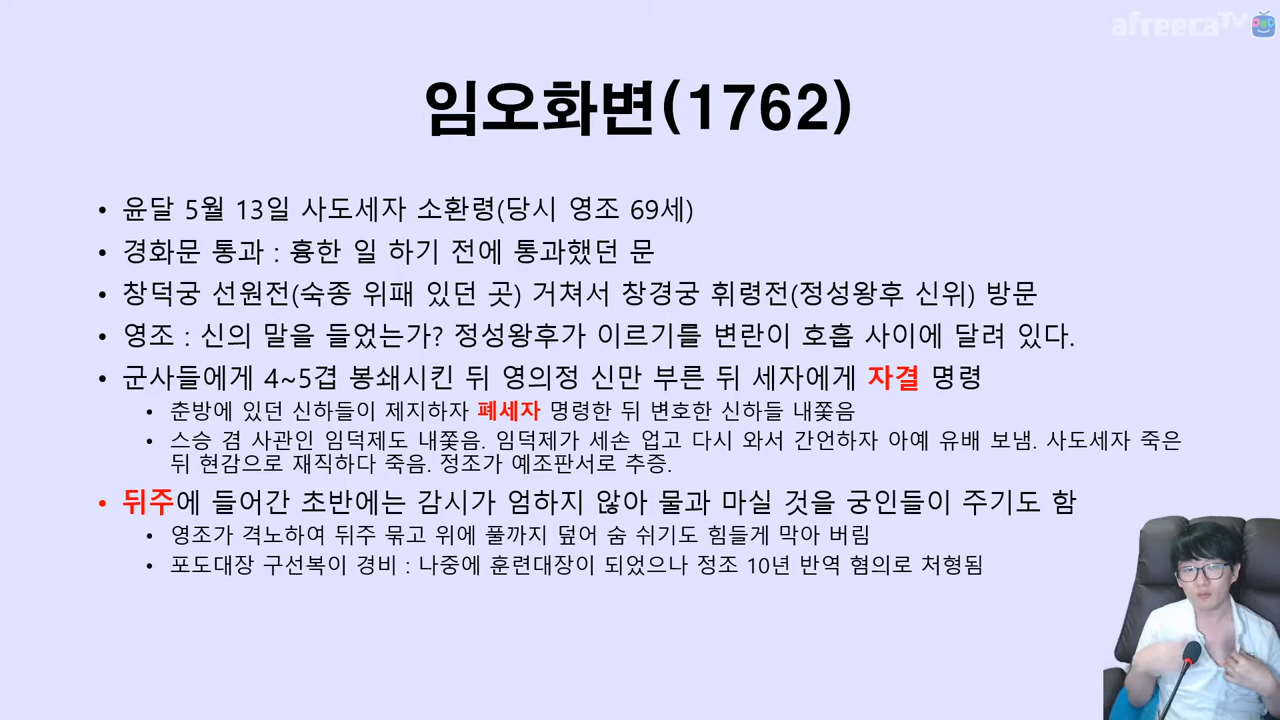 afreecaTV
임오화변(1762)
• 윤달 5월 13일 사도세자 소환령(당시 영조 69세)
• 경화문 통과 : 흉한 일 하기 전에 통과했던 문
• 창덕궁 선원전(숙종 위패 있던 곳) 거쳐서 창경궁 휘령전(정성왕후 신위) 방문
• 영조 : 신의 말을 들었는가? 정성왕후가 이르기를 변란이 호흡 사이에 달려 있다.
• 군사들에게 4~5겹 봉쇄시킨 뒤 영의정 신만 부른 뒤 세자에게 자결 명령
• 춘방에 있던 신하들이 제지하자 폐세자 명령한 뒤 변호한 신하들 내쫓음
• 스승 겸 사관인 임덕제도 내쫓음. 임덕제가 세손 업고 다시 와서 간언하자 아예 유배 보냄. 사도세자 죽은
뒤 현감으로 재직하다 죽음. 정조가 예조판서로 추증.
• 뒤주에 들어간 초반에는 감시가 엄하지 않아 물과 마실 것을 궁인들이 주기도 함
• 영조가 격노하여 뒤주 묶고 위에 풀까지 덮어 숨 쉬기도 힘들게 막아 버림
• 포도대장 구선복이 경비 : 나중에 훈련대장이 되었으나 정조 10년 반역 혐의로 처형됨